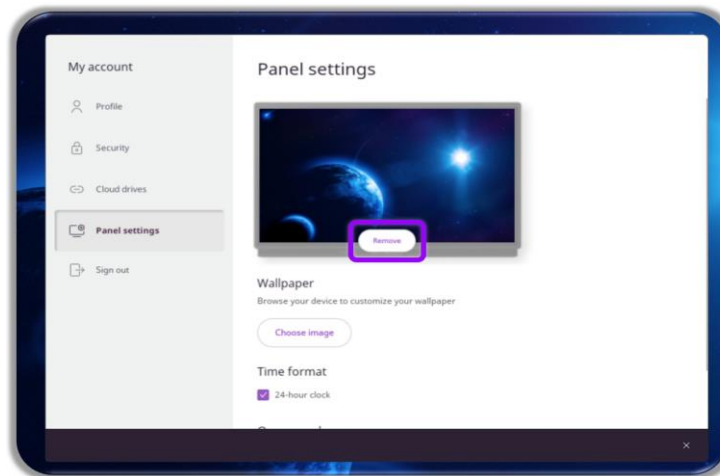 My account
Profile
Security
Cloud drives
Panel settings
Sign out
Panel settings
Remove
Wallpaper
Browse your device to customize your wallpaper
Choose image
Time format
24-hour clock